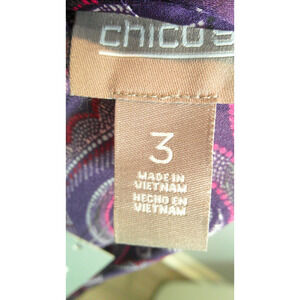 chico's
3
MADE IN
VIETNAM
HECHO EN
VIETNAM